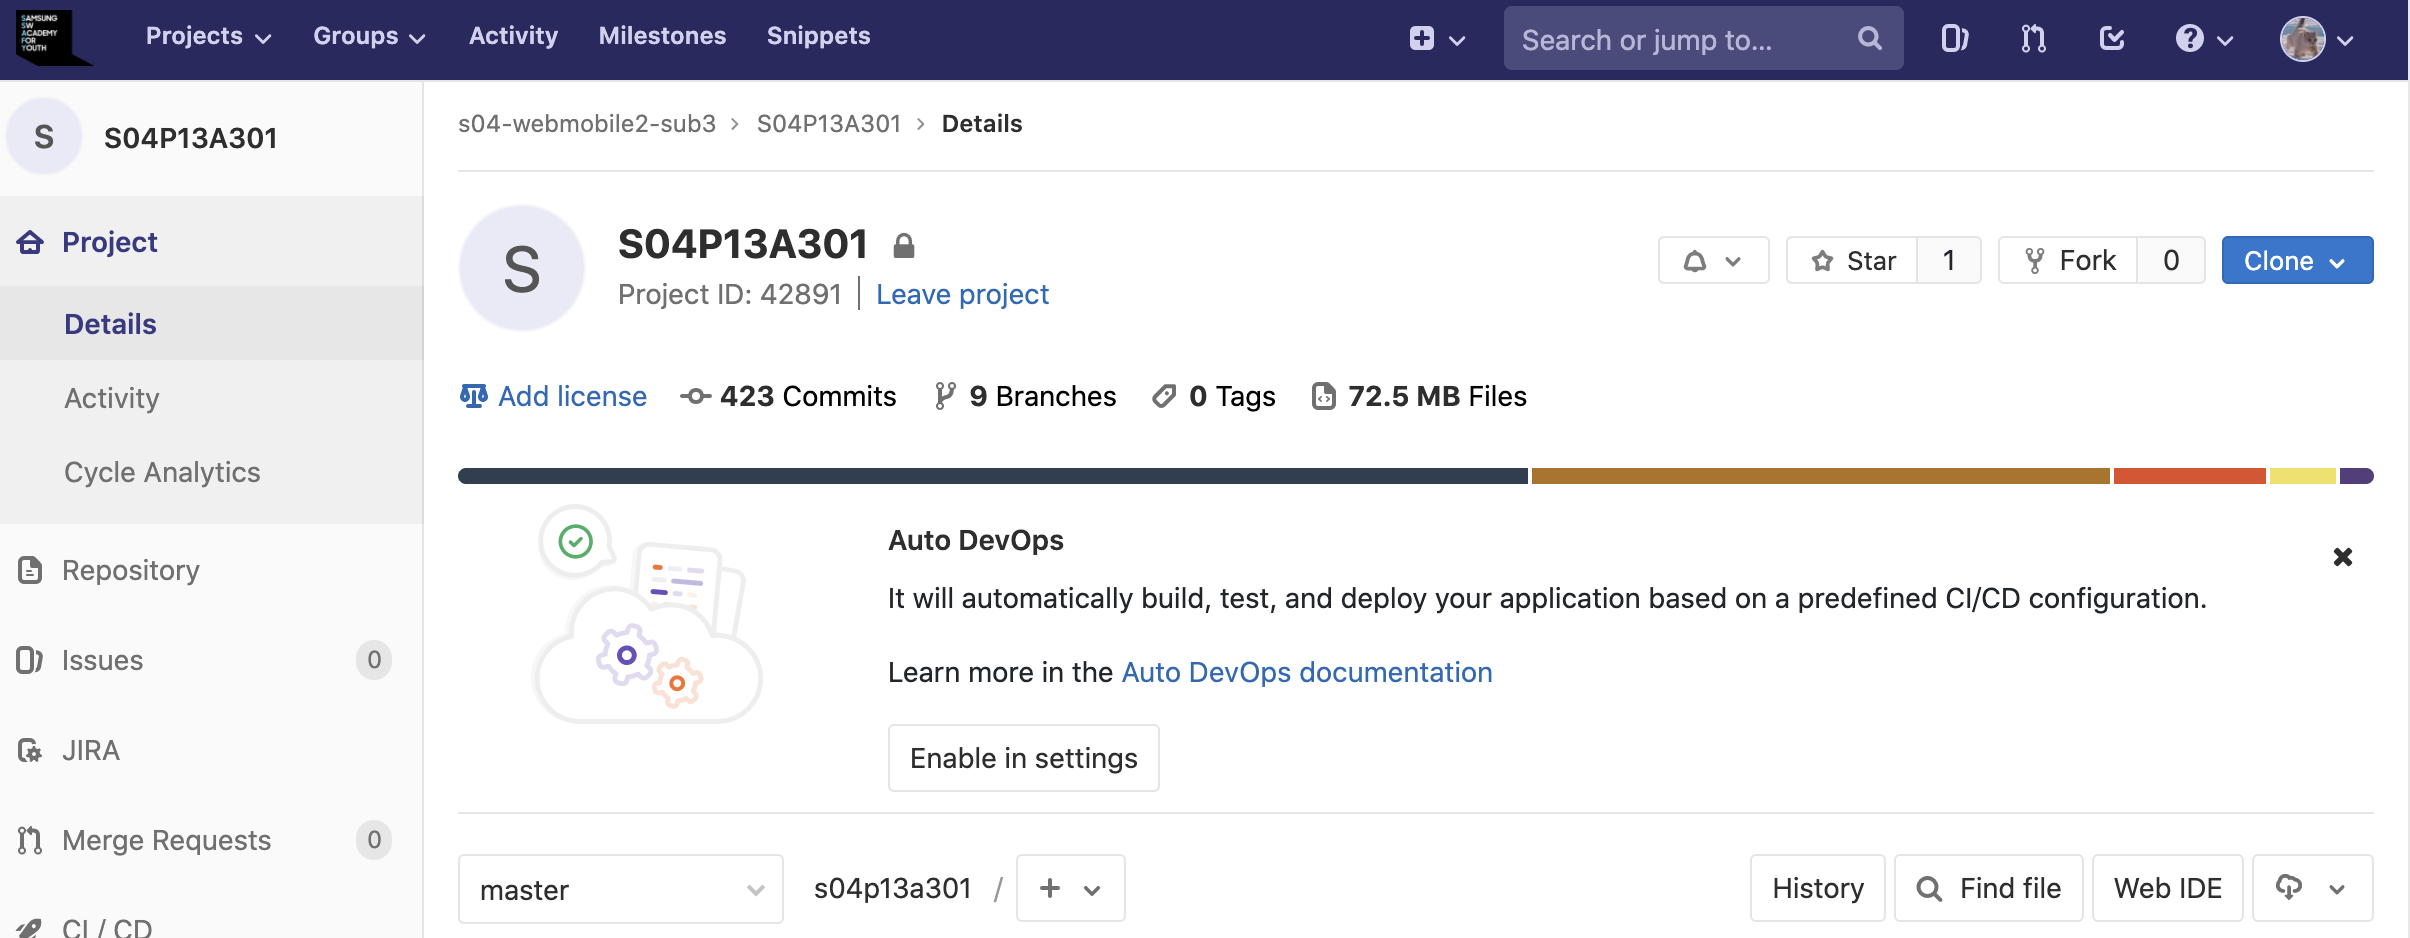 SAMSUNG
SW
ACADEMY
FOR
YOUTH
Projects
Groups
Activity
Milestones
Snippets
Search or jump to...
S
S04P13A301
Project
Details
Activity
Cycle Analytics
Repository
Issues 0
JIRA
Merge Requests 0
CI / CD
s04-webmobile2-sub3 > S04P13A301 > Details
S
S04P13A301
Project ID: 42891 | Leave project
Star 1
Fork 0
Clone
Add license
423 Commits
9 Branches
0 Tags
72.5 MB Files
Auto DevOps
It will automatically build, test, and deploy your application based on a predefined CI/CD configuration.
Learn more in the Auto DevOps documentation
Enable in settings
master
s04p13a301 /
History
Find file
Web IDE